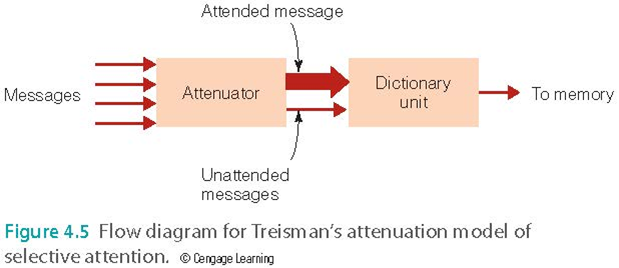 Attended message
Messages
Attenuator
Dictionary
unit
To memory
Unattended
messages
Figure 4.5 Flow diagram for Treisman's attenuation model of
selective attention. © Cengage Learning